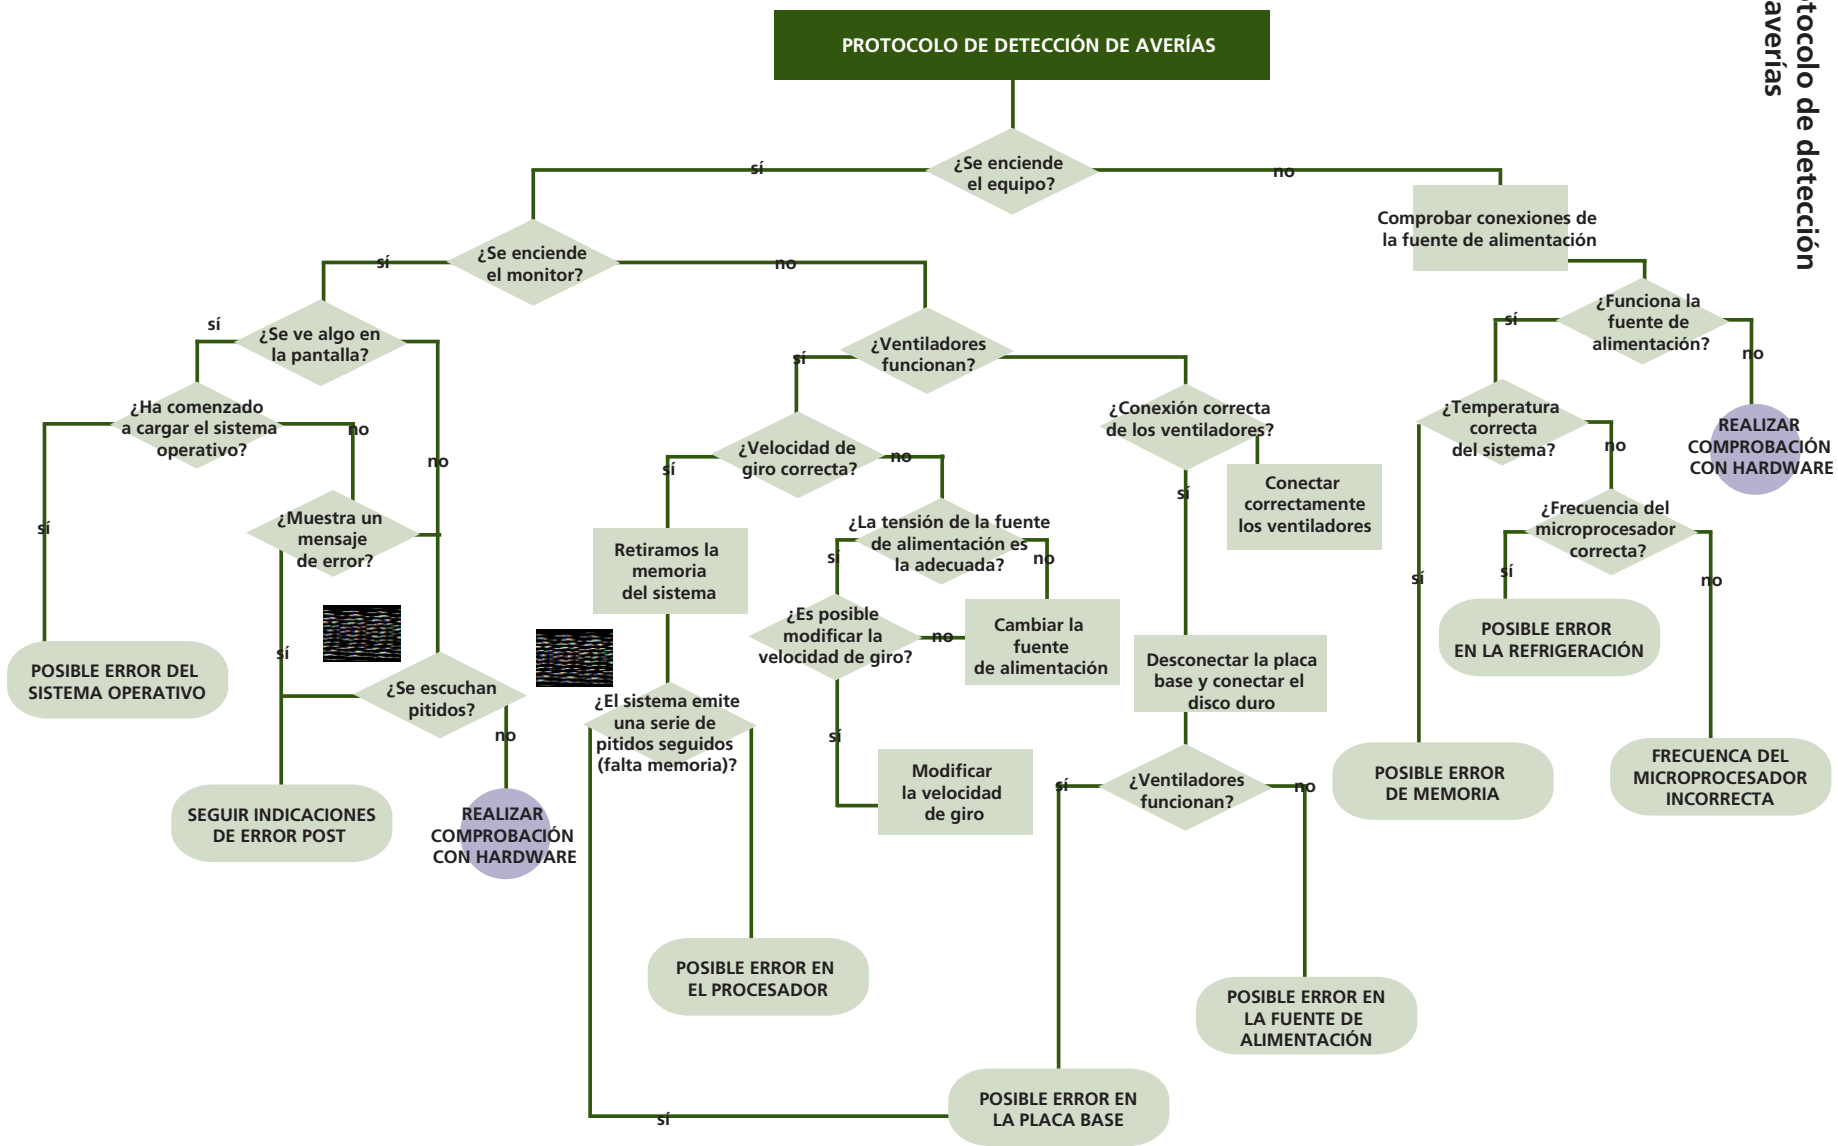 PROTOCOLO DE DETECCIÓN DE AVERÍAS
tocolo de detección
averías
¿Se enciende
el equipo?
sí
no
Comprobar conexiones de
la fuente de alimentación
¿Se enciende
el monitor?
sí
no
¿Funciona la
fuente de
alimentación?
sí
no
¿Se ve algo en
la pantalla?
sí
no
¿Ventiladores
funcionan?
sí
¿Ha comenzado
a cargar el sistema
operativo?
no
sí
¿Velocidad de
giro correcta?
sí
no
¿Conexión correcta
de los ventiladores?
sí
Conectar
correctamente
los ventiladores
¿Temperatura
correcta
del sistema?
no
sí
REALIZAR
COMPROBACIÓN
CON HARDWARE
¿Muestra un
mensaje
de error?
sí
Retiramos la
memoria
del sistema
¿La tensión de la fuente
de alimentación es
la adecuada?
sí
no
¿Frecuencia del
microprocesador
correcta?
sí
no
¿Es posible
modificar la
velocidad de giro?
no
sí
Cambiar la
fuente
de alimentación
POSIBLE ERROR
EN LA REFRIGERACIÓN
POSIBLE ERROR DEL
SISTEMA OPERATIVO
¿Se escuchan
pitidos?
no
¿El sistema emite
una serie de
pitidos seguidos
(falta memoria)?
Desconectar la placa
base y conectar el
disco duro
Modificar
la velocidad
de giro
¿Ventiladores
funcionan?
sí
no
POSIBLE ERROR
DE MEMORIA
FRECUENCA DEL
MICROPROCESADOR
INCORRECTA
SEGUIR INDICACIONES
DE ERROR POST
REALIZAR
COMPROBACIÓN
CON HARDWARE
POSIBLE ERROR EN
EL PROCESADOR
POSIBLE ERROR EN
LA FUENTE DE
ALIMENTACIÓN
POSIBLE ERROR EN
LA PLACA BASE
sí